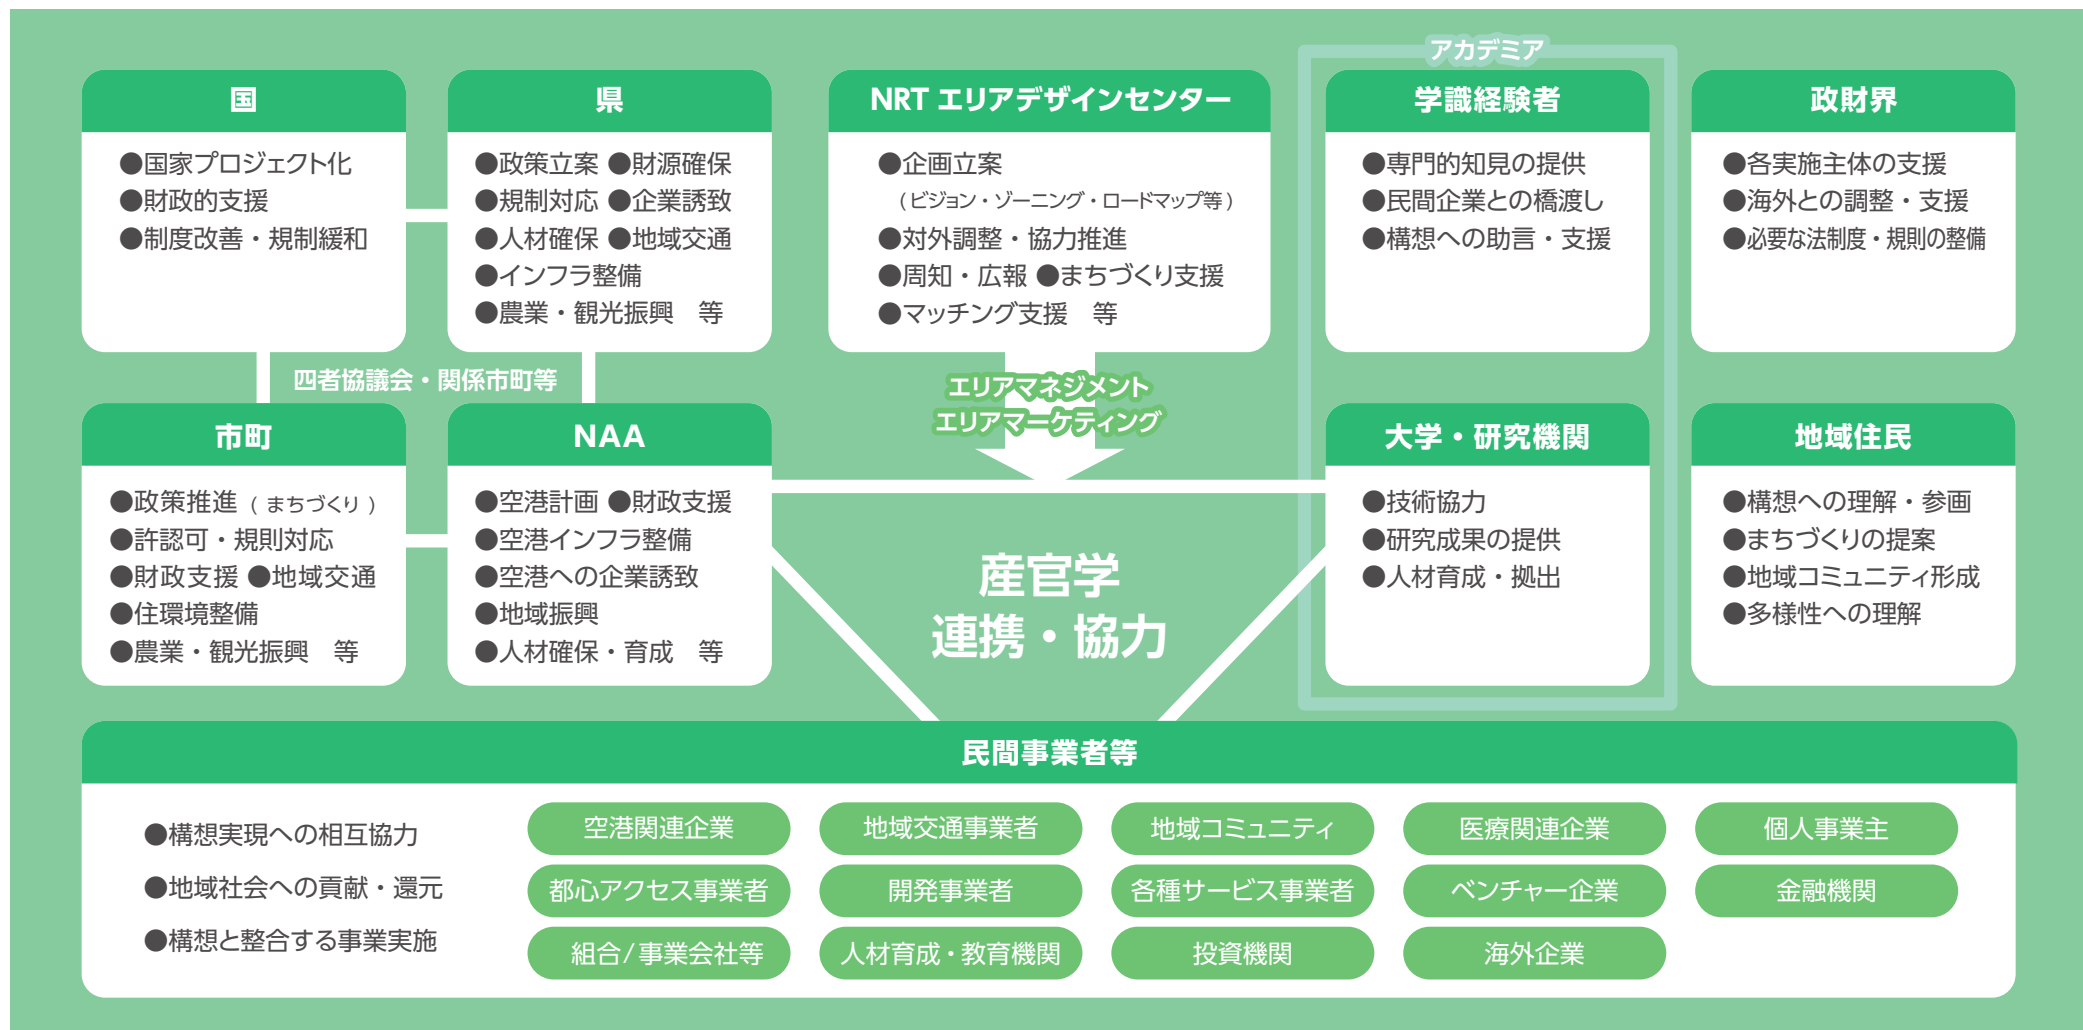 国
●国家プロジェクト化
●財政的支援
●制度改善・規制緩和
県
●政策立案 ●財源確保
●規制対応 ●企業誘致
●人材確保 ●地域交通
●インフラ整備
●農業・観光振興　等
NRT エリアデザインセンター
●企画立案
（ビジョン・ゾーニング・ロードマップ等）
●対外調整・協力推進
●周知・広報 ●まちづくり支援
●マッチング支援　等
アカデミア
学識経験者
●専門的知見の提供
●民間企業との橋渡し
●構想への助言・支援
政財界
●各実施主体の支援
●海外との調整・支援
●必要な法制度・規則の整備
四者協議会・関係市町等
エリアマネジメント
エリアマーケティング
市町
●政策推進（まちづくり）
●許認可・規則対応
●財政支援 ●地域交通
●住環境整備
●農業・観光振興　等
NAA
●空港計画 ●財政支援
●空港インフラ整備
●空港への企業誘致
●地域振興
●人材確保・育成　等
産官学
連携・協力
大学・研究機関
●技術協力
●研究成果の提供
●人材育成・拠出
地域住民
●構想への理解・参画
●まちづくりの提案
●地域コミュニティ形成
●多様性への理解
民間事業者等
●構想実現への相互協力
●地域社会への貢献・還元
●構想と整合する事業実施
空港関連企業
地域交通事業者
地域コミュニティ
医療関連企業
個人事業主
都心アクセス事業者
開発事業者
各種サービス事業者
ベンチャー企業
金融機関
組合/事業会社等
人材育成・教育機関
投資機関
海外企業